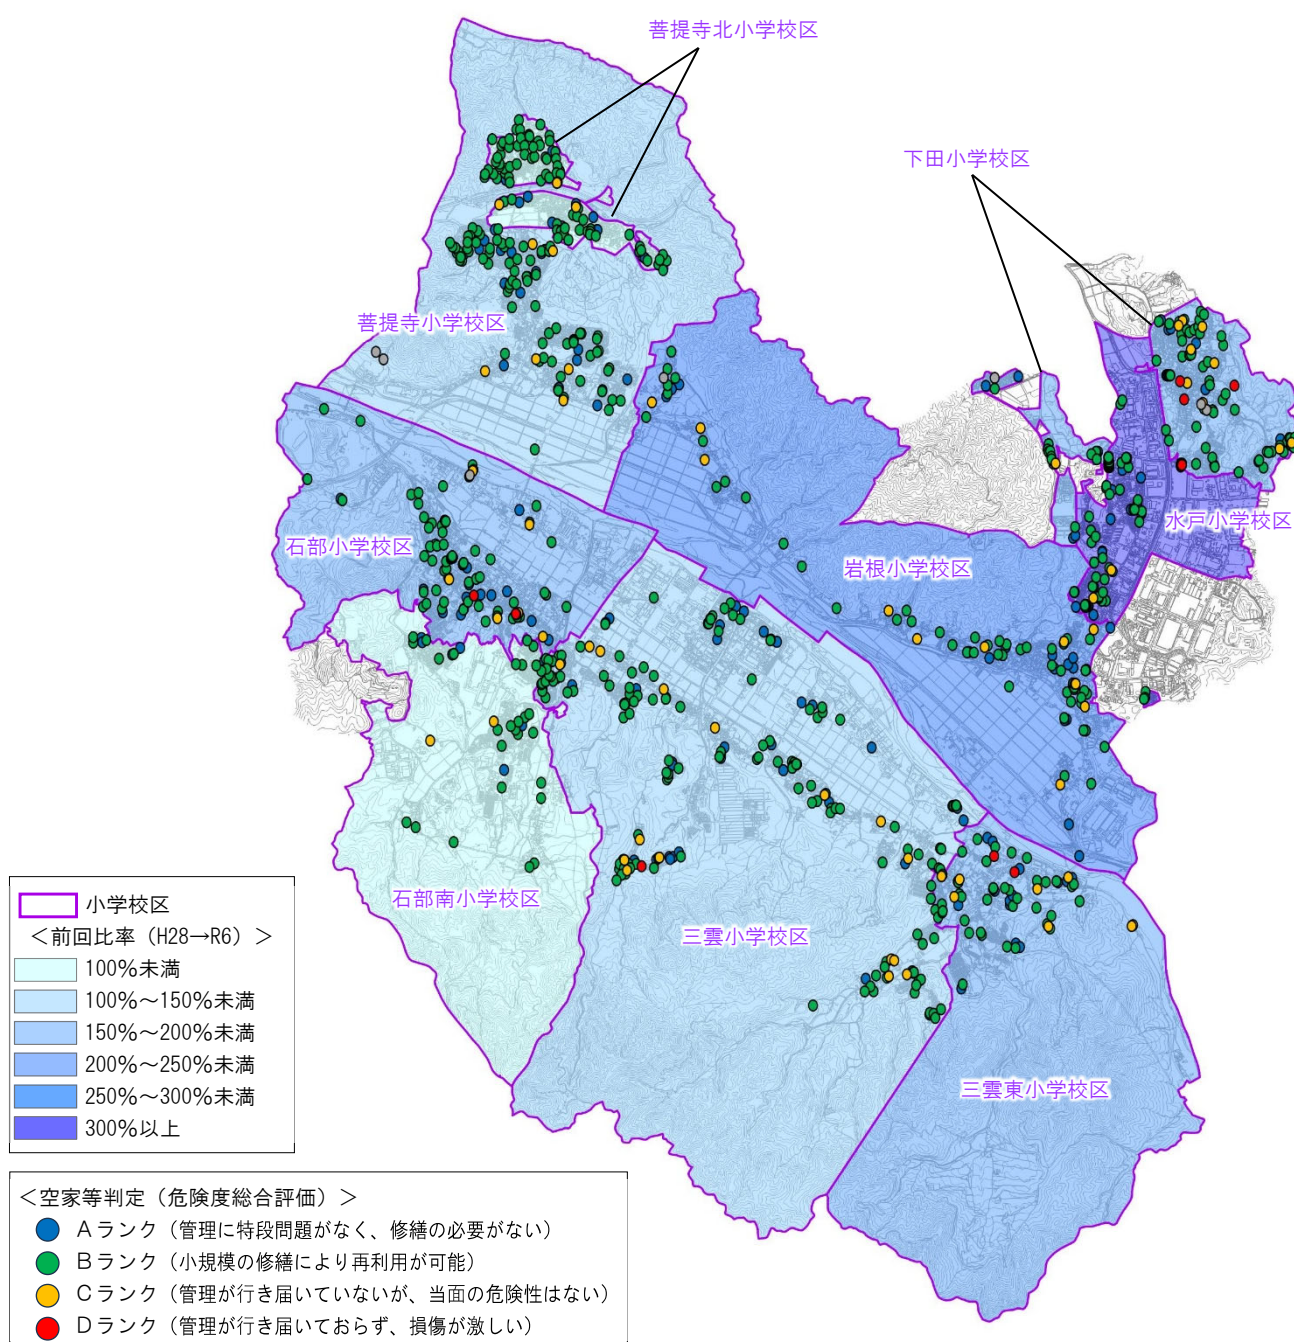 菩提寺北小学校区
下田小学校区
菩提寺小学校区
石部小学校区
水戸小学校区
岩根小学校区
石部南小学校区
三雲小学校区
三雲東小学校区
小学校区
＜前回比率（H28→R6）＞
100％未満
100％～150％未満
150％～200％未満
200％～250％未満
250％～300％未満
300％以上
＜空家等判定（危険度総合評価）＞
Ａランク（管理に特段問題がなく、修繕の必要がない）
Ｂランク（小規模の修繕により再利用が可能）
Ｃランク（管理が行き届いていないが、当面の危険性はない）
Ｄランク（管理が行き届いておらず、損傷が激しい）